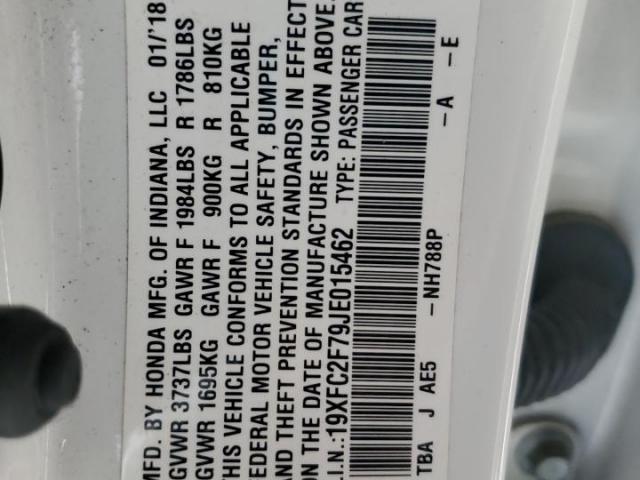 MFD. BY HONDA MFG. OF INDIANA, LLC 01/'18
GVWR 3737LBS GAWR F 1984LBS R 1786LBS
GVWR 1695KG GAWR F 900KG R 810KG
THIS VEHICLE CONFORMS TO ALL APPLICABLE
FEDERAL MOTOR VEHICLE SAFETY, BUMPER,
AND THEFT PREVENTION STANDARDS IN EFFECT
ON THE DATE OF MANUFACTURE SHOWN ABOVE.
V.I.N.:19XFC2F79JE015462 TYPE: PASSENGER CAR
TBA J AE5 -NH788P -A -E